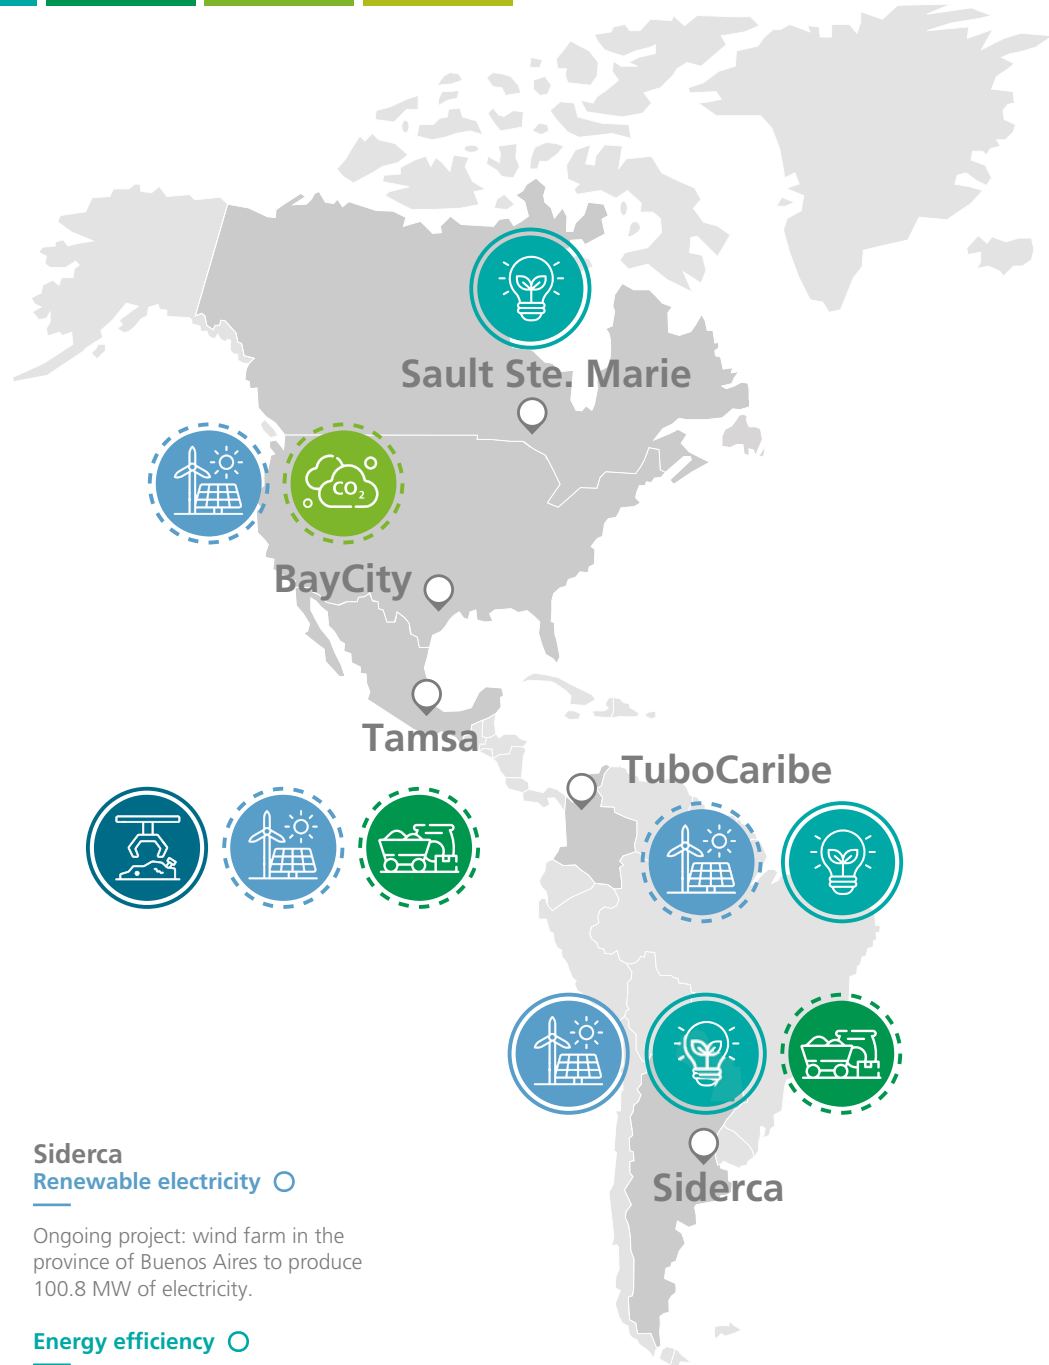 Sault Ste. Marie
CO2
BayCity
Tamsa
TuboCaribe
Siderca
Siderca
Renewable electricity
Ongoing project: wind farm in the
province of Buenos Aires to produce
100.8 MW of electricity.
Energy efficiency